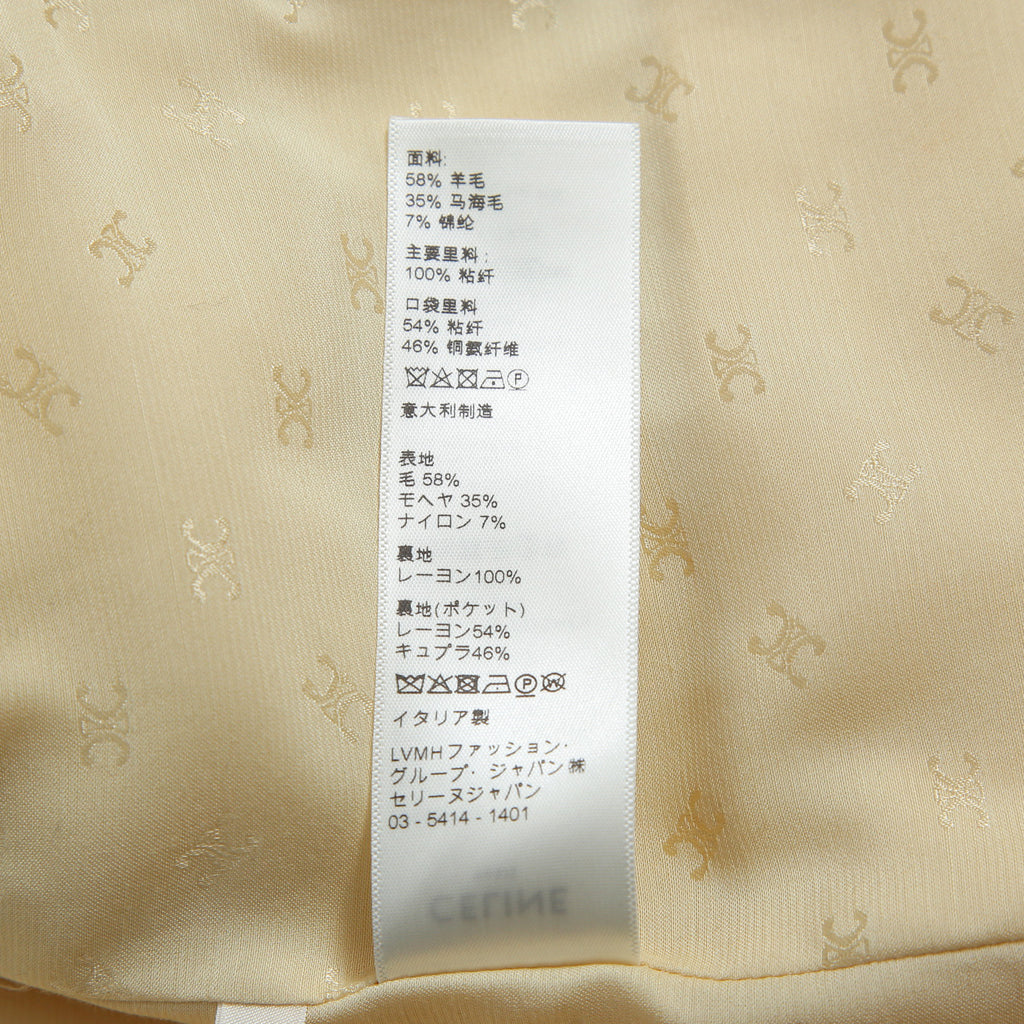 面料:
58% 羊毛
35% 马海毛
7% 锦纶
主要里料:
100% 粘纤
口袋里料
54% 粘纤
46% 铜氨纤维
P
意大利制造
表地
毛 58%
モヘヤ 35%
ナイロン 7%
裏地
レーヨン100%
裏地(ポケット)
レーヨン54%
キュプラ46%
P W
イタリア製
LVMHファッション・
グループ・ジャパン㈱
セリーヌジャパン
03 - 5414 - 1401
CELINE